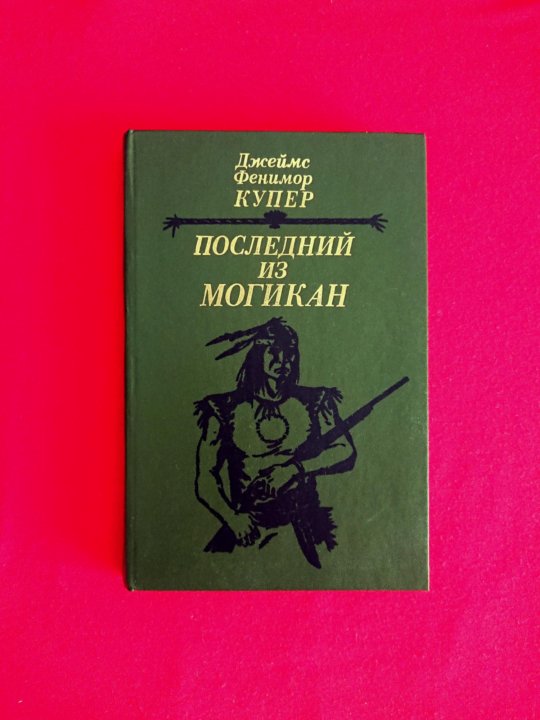 Джеймс
Фенимор
КУПЕР
ПОСЛЕДНИЙ
ИЗ
МОГИКАН